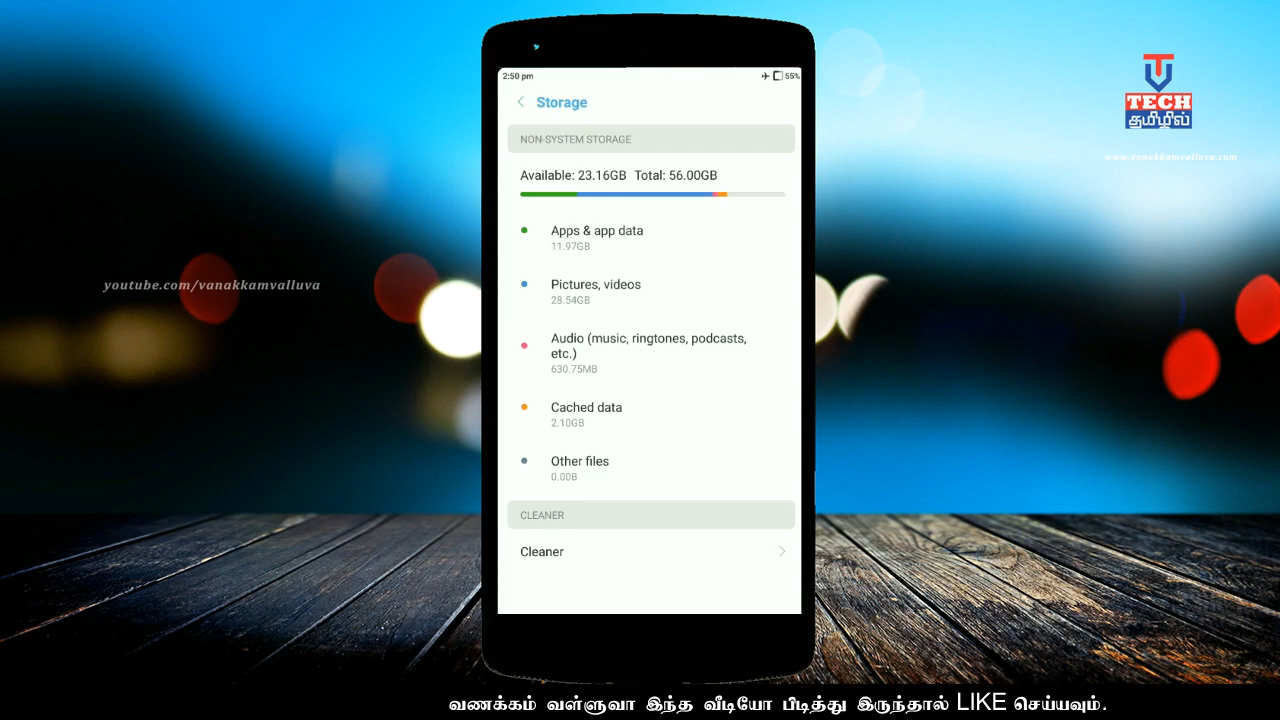 2:50 pm
55%
Storage
TECH
தமிழில்
NON-SYSTEM STORAGE
www.vanakkamvalluva.com
Available: 23.16GB Total: 56.00GB
Apps & app data
11.97GB
youtube.com/vanakkamvalluva
Pictures, videos
28.54GB
Audio (music, ringtones, podcasts,
etc.)
630.75MB
Cached data
2.10GB
Other files
0.00B
CLEANER
Cleaner
வணக்கம் வள்ளுவா இந்த வீடியோ பிடித்து இருந்தால் LIKE செய்யவும்.